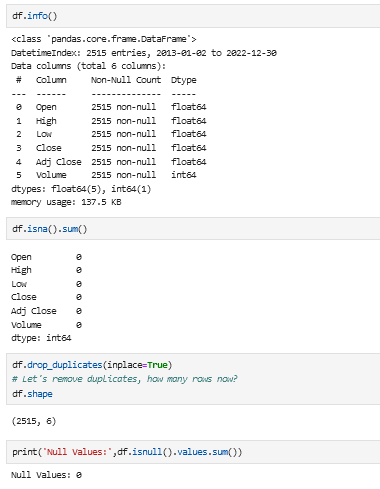 df.info()
<class 'pandas.core.frame.DataFrame'>
DatetimeIndex: 2515 entries, 2013-01-02 to 2022-12-30
Data columns (total 6 columns):
 #   Column     Non-Null Count  Dtype
---  ------     --------------  -----
 0   Open       2515 non-null   float64
 1   High       2515 non-null   float64
 2   Low        2515 non-null   float64
 3   Close      2515 non-null   float64
 4   Adj Close  2515 non-null   float64
 5   Volume     2515 non-null   int64
dtypes: float64(5), int64(1)
memory usage: 137.5 KB
df.isna().sum()
Open         0
High         0
Low          0
Close        0
Adj Close    0
Volume       0
dtype: int64
df.drop_duplicates(inplace=True)
# Let's remove duplicates, how many rows now?
df.shape
(2515, 6)
print('Null Values:',df.isnull().values.sum())
Null Values: 0